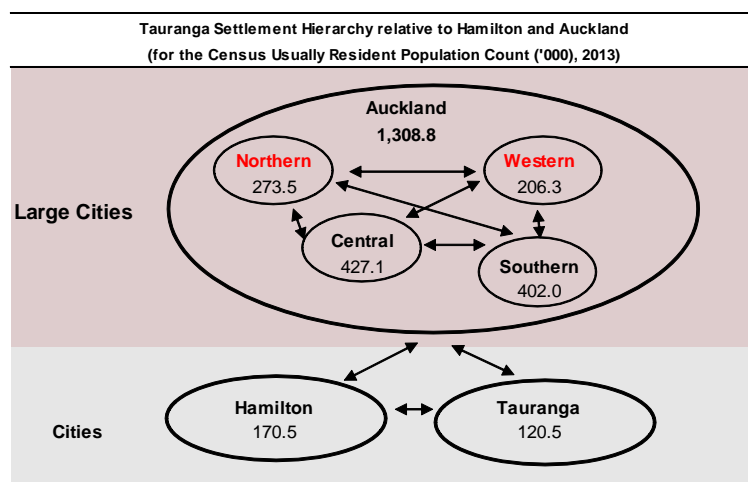 Tauranga Settlement Hierarchy relative to Hamilton and Auckland
(for the Census Usually Resident Population Count ('000), 2013)
Auckland
1,308.8
Northern
273.5
Western
206.3
Large Cities
Central
427.1
Southern
402.0
Hamilton
170.5
Tauranga
120.5
Cities